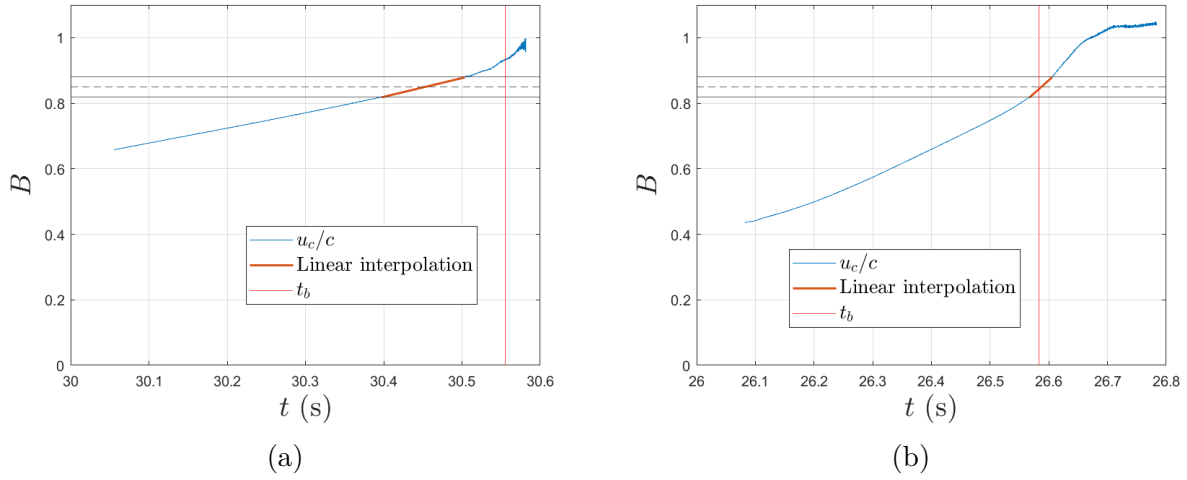 1
0.8
0.6
0.4
0.2
0
B
30
30.1
30.2
30.3
30.4
30.5
30.6
t (s)
u_c/c
Linear interpolation
t_b
(a)
1
0.8
0.6
0.4
0.2
0
B
26
26.1
26.2
26.3
26.4
26.5
26.6
26.7
26.8
t (s)
u_c/c
Linear interpolation
t_b
(b)